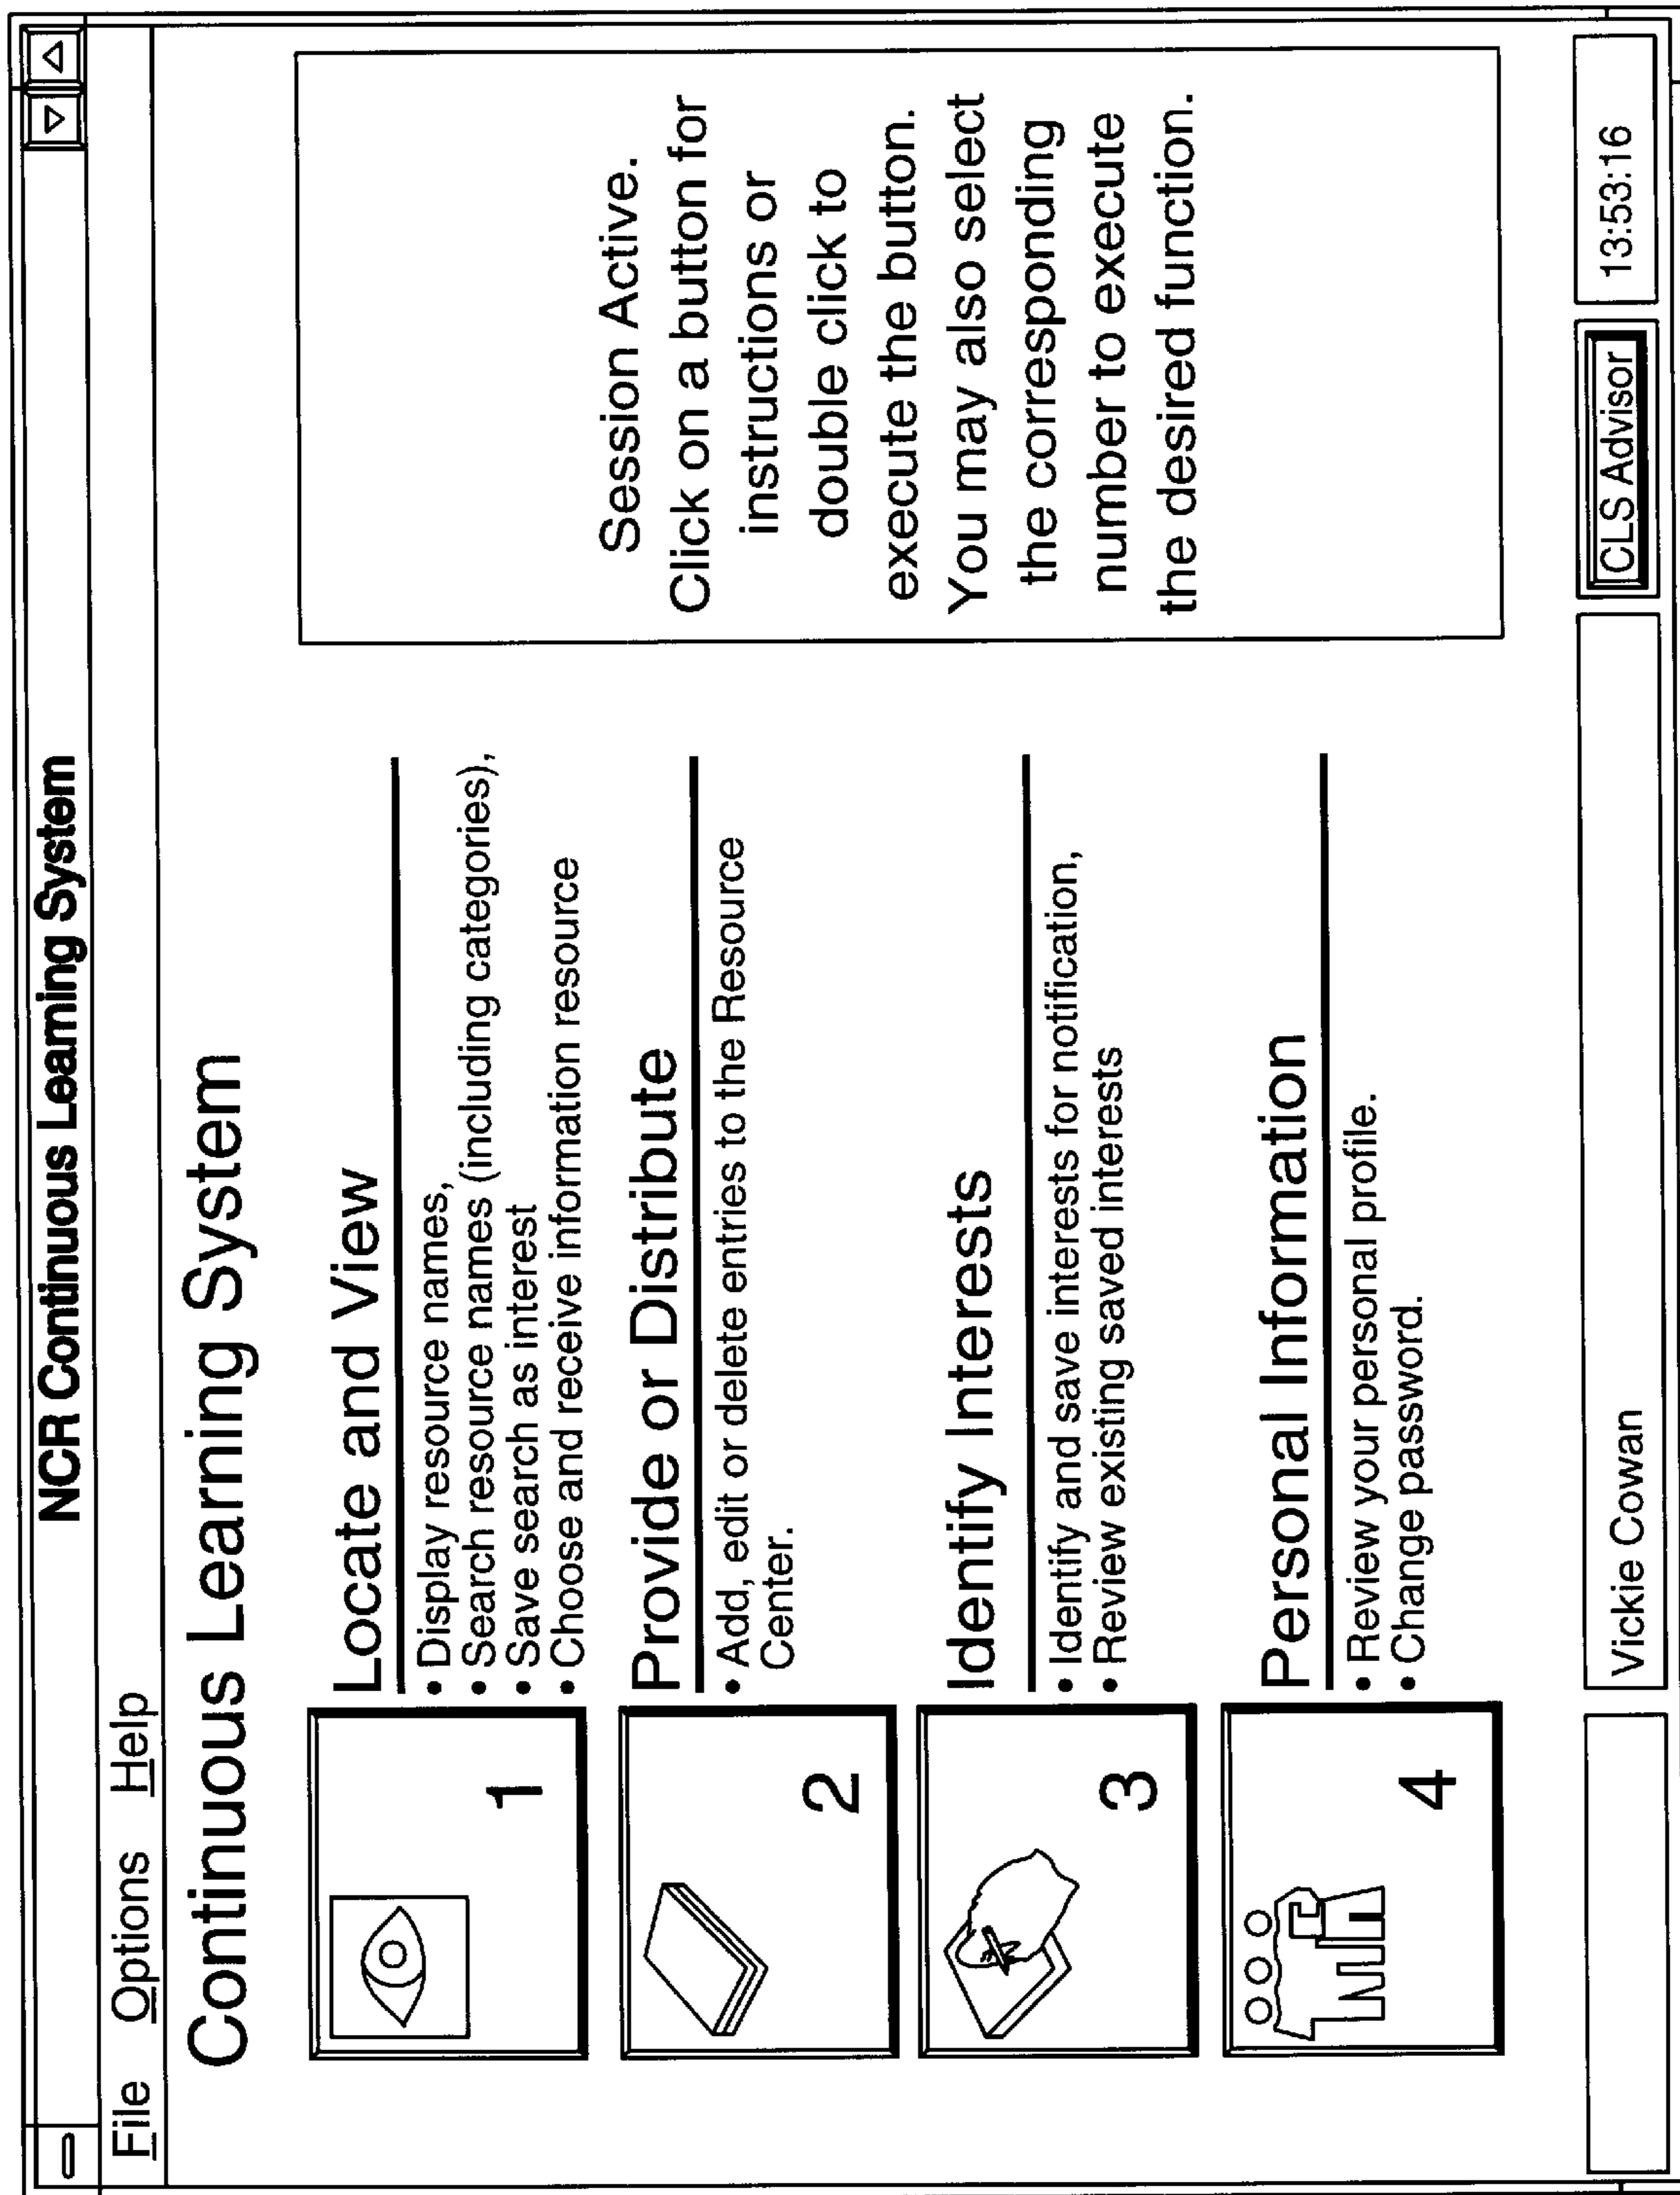 NCR Continuous Learning System
File Options Help
Continuous Learning System
1
Locate and View
• Display resource names,
• Search resource names (including categories),
• Save search as interest
• Choose and receive information resource
2
Provide or Distribute
• Add, edit or delete entries to the Resource
Center.
3
Identify Interests
• Identify and save interests for notification,
• Review existing saved interests
4
Personal Information
• Review your personal profile.
• Change password.
Session Active.
Click on a button for
instructions or
double click to
execute the button.
You may also select
the corresponding
number to execute
the desired function.
Vickie Cowan
CLS Advisor
13:53:16